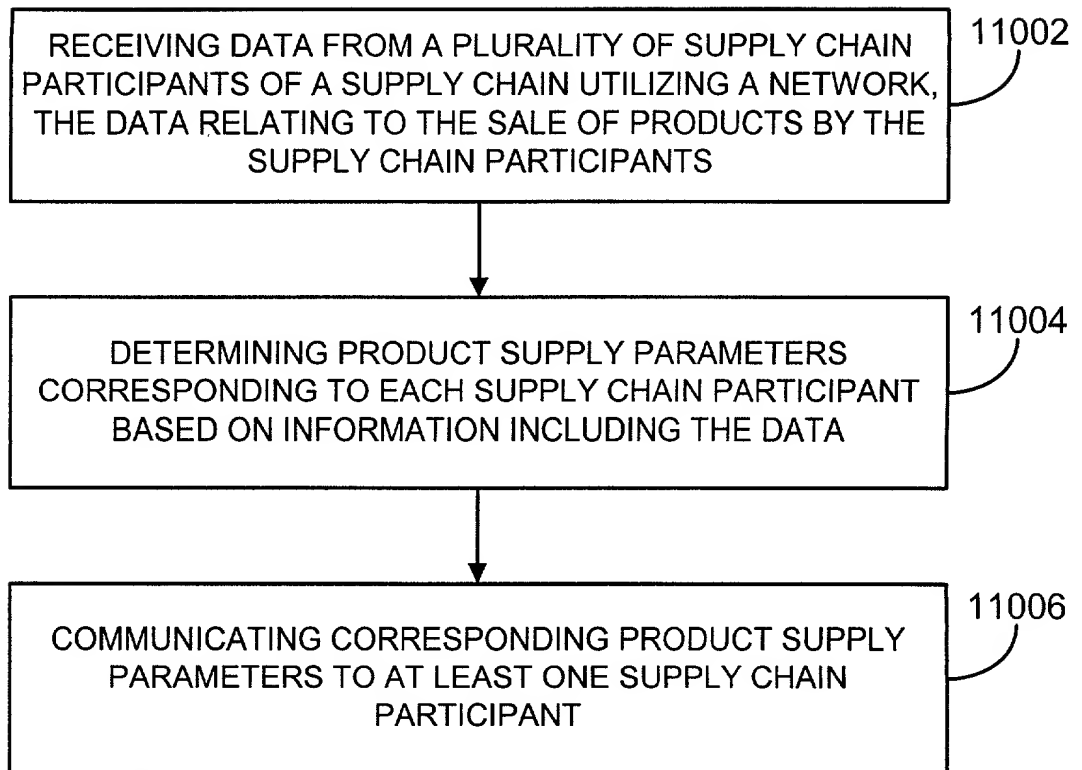 RECEIVING DATA FROM A PLURALITY OF SUPPLY CHAIN
PARTICIPANTS OF A SUPPLY CHAIN UTILIZING A NETWORK,
THE DATA RELATING TO THE SALE OF PRODUCTS BY THE
SUPPLY CHAIN PARTICIPANTS
11002
DETERMINING PRODUCT SUPPLY PARAMETERS
CORRESPONDING TO EACH SUPPLY CHAIN PARTICIPANT
BASED ON INFORMATION INCLUDING THE DATA
11004
COMMUNICATING CORRESPONDING PRODUCT SUPPLY
PARAMETERS TO AT LEAST ONE SUPPLY CHAIN
PARTICIPANT
11006